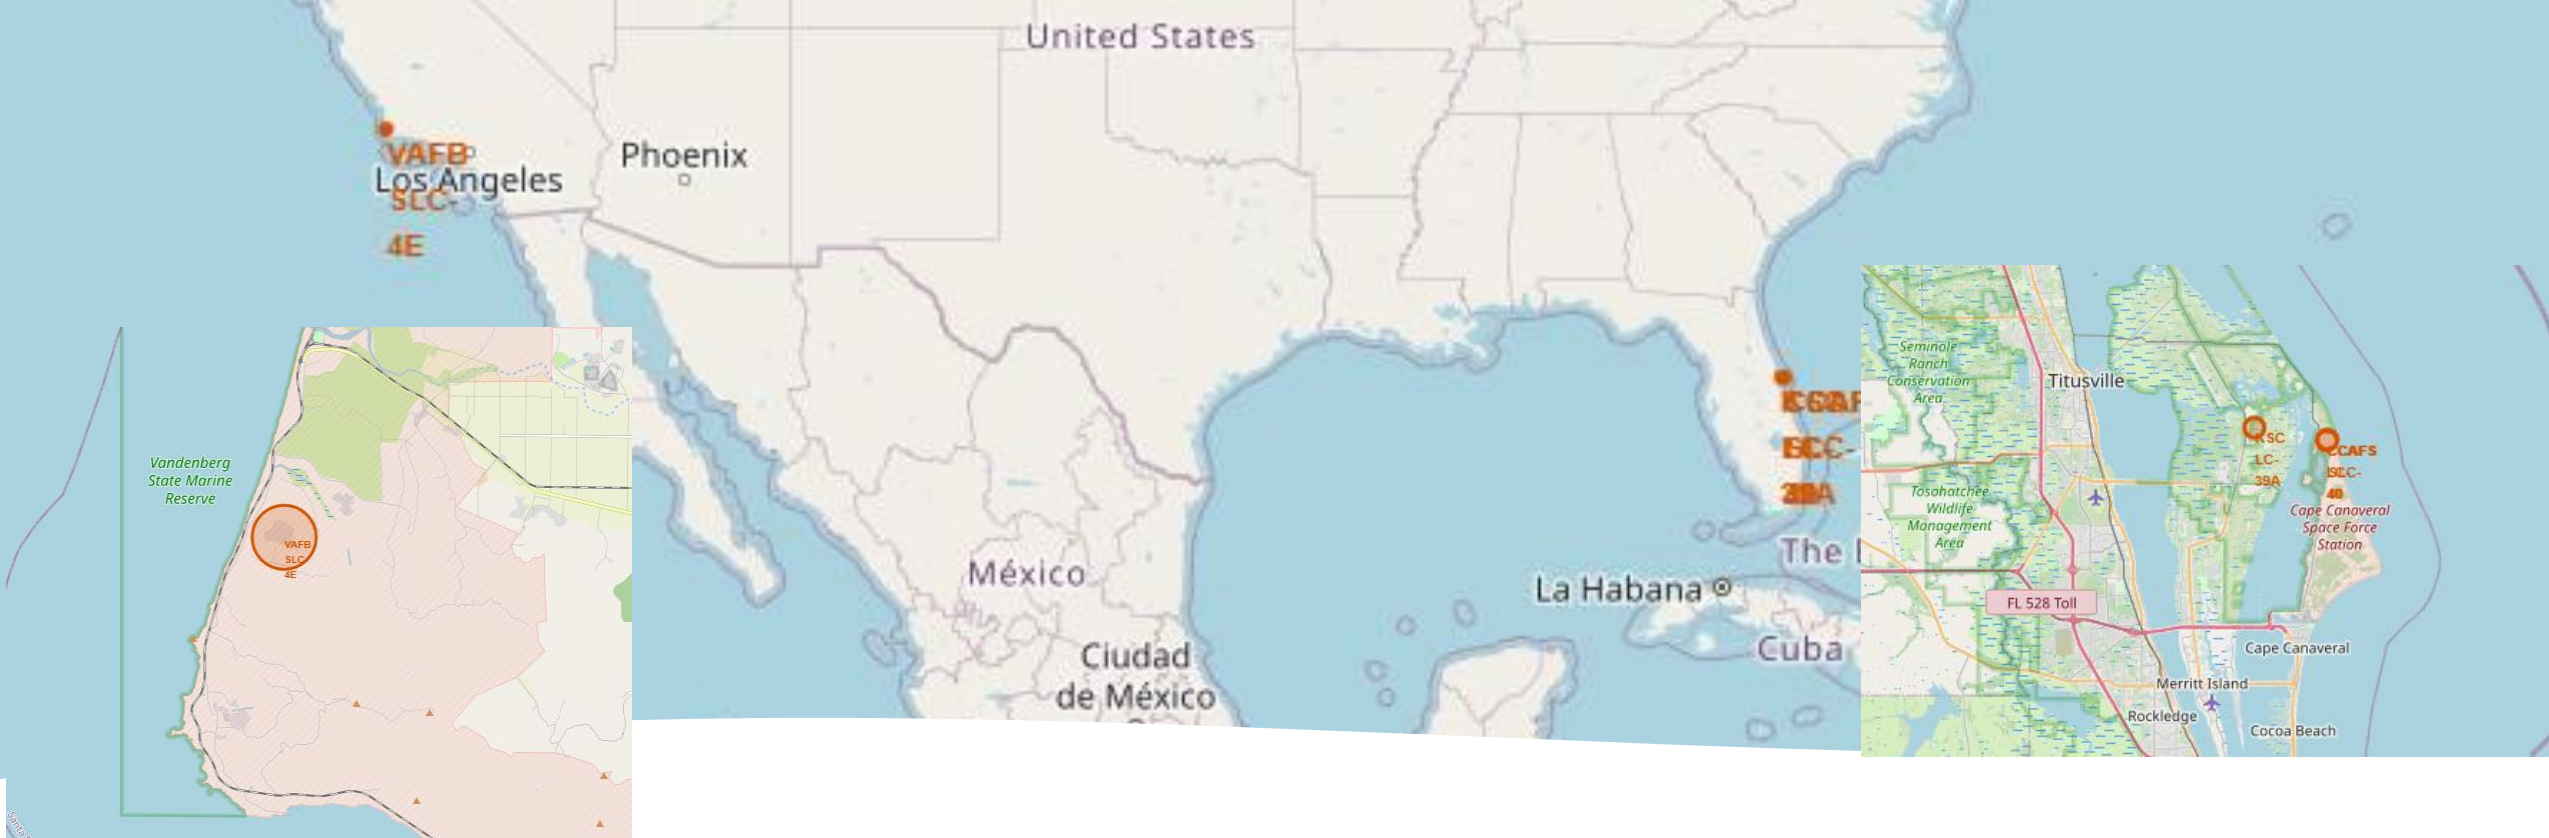 United States
VAFB
SLC-
4E
Los Angeles
Phoenix
México
Ciudad
de México
La Habana
Cuba
The
39A
Vandenberg
State Marine
Reserve
VAFB
SLC
4E
Seminole
Ranch
Conservation
Area
Titusville
KSC
LC-
39A
CCAFS
SLC-
40
Tosohatchee
Wildlife
Management
Area
Cape Canaveral
Space Force
Station
FL 528 Toll
Cape Canaveral
Merritt Island
Rockledge
Cocoa Beach